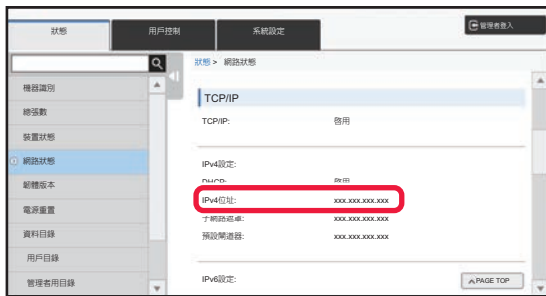 狀態
用戶控制
系統設定
管理者登入
狀態 > 網路狀態
機器識別
總張數
裝置狀態
網路狀態
韌體版本
電源重置
資料目錄
用戶目錄
管理者用目錄
TCP/IP
TCP/IP: 啓用
IPv4設定:
DHCP: 啓用
IPv4位址: xxx.xxx.xxx.xxx
子網路遮罩: xxx.xxx.xxx.xxx
預設閘道器: xxx.xxx.xxx.xxx
IPv6設定:
PAGE TOP